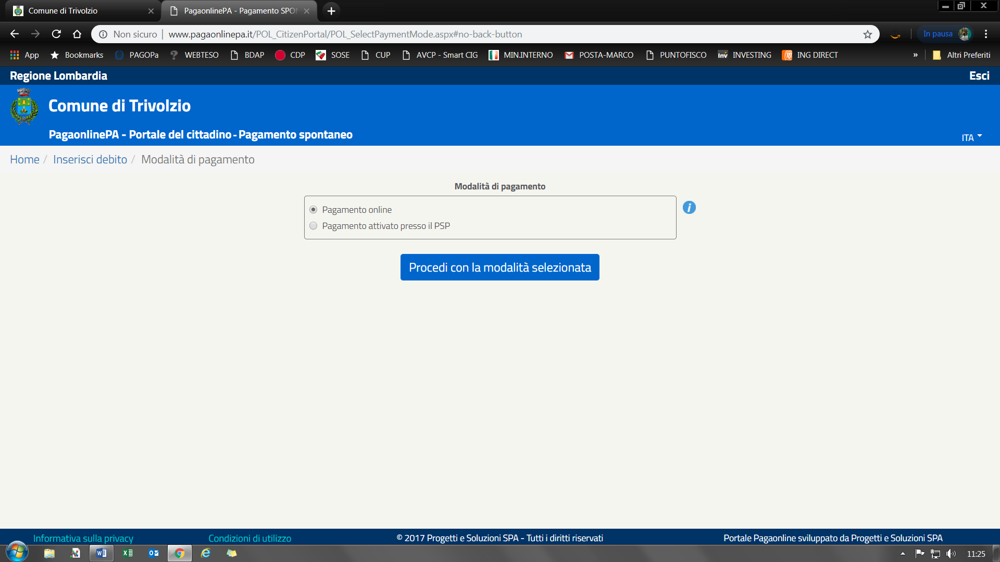 Comune di Trivolzio
PagaonlinePA - Pagamento SPO
Non sicuro | www.pagaonlinepa.it/POL_CitizenPortal/POL_SelectPaymentMode.aspx#no-back-button
In pausa
App Bookmarks PAGOPa WEBTESO BDAP CDP SOSE CUP AVCP - Smart CIG MIN.INTERNO POSTA-MARCO PUNTOFISCO INVESTING ING DIRECT » Altri Preferiti
Regione Lombardia
Esci
Comune di Trivolzio
PagaonlinePA - Portale del cittadino - Pagamento spontaneo
ITA
Home / Inserisci debito / Modalità di pagamento
Modalità di pagamento
Pagamento online
Pagamento attivato presso il PSP
Procedi con la modalità selezionata
Informativa sulla privacy
Condizioni di utilizzo
© 2017 Progetti e Soluzioni SPA - Tutti i diritti riservati
Portale Pagaonline sviluppato da Progetti e Soluzioni SPA
11:25